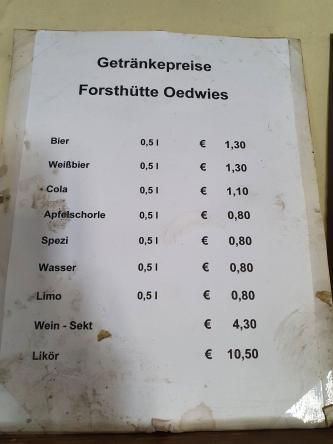 Getränkepreise
Forsthütte Oedwies
Bier 0,5 l € 1,30
Weißbier 0,5 l € 1,30
Cola 0,5 l € 1,10
Apfelschorle 0,5 l € 0,80
Spezi 0,5 l € 0,80
Wasser 0,5 l € 0,80
Limo 0,5 l € 0,80
Wein - Sekt € 4,30
Likör € 10,50